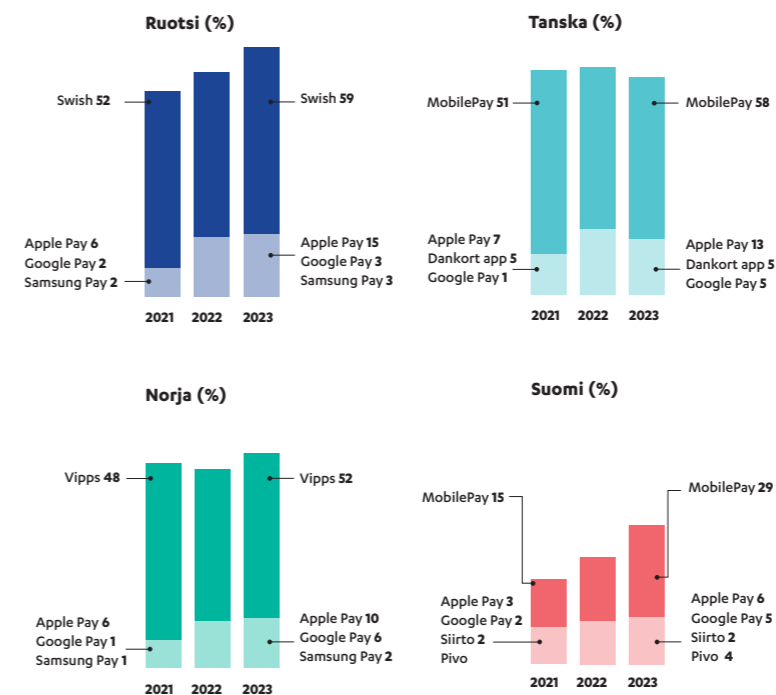 Ruotsi (%)
Swish 52
Swish 59
Apple Pay 6
Google Pay 2
Samsung Pay 2
Apple Pay 15
Google Pay 3
Samsung Pay 3
2021 2022 2023
Tanska (%)
MobilePay 51
MobilePay 58
Apple Pay 7
Dankort app 5
Google Pay 1
Apple Pay 13
Dankort app 5
Google Pay 5
2021 2022 2023
Norja (%)
Vipps 48
Vipps 52
Apple Pay 6
Google Pay 1
Samsung Pay 1
Apple Pay 10
Google Pay 6
Samsung Pay 2
2021 2022 2023
Suomi (%)
MobilePay 15
MobilePay 29
Apple Pay 3
Google Pay 2
Siirto 2
Pivo
Apple Pay 6
Google Pay 5
Siirto 2
Pivo 4
2021 2022 2023